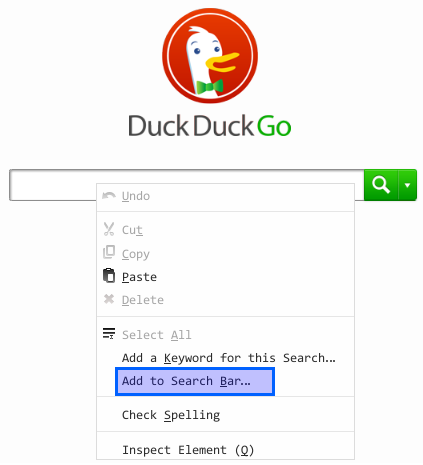 DuckDuckGo
Undo
Cut
Copy
Paste
Delete
Select All
Add a Keyword for this Search...
Add to Search Bar...
Check Spelling
Inspect Element (Q)